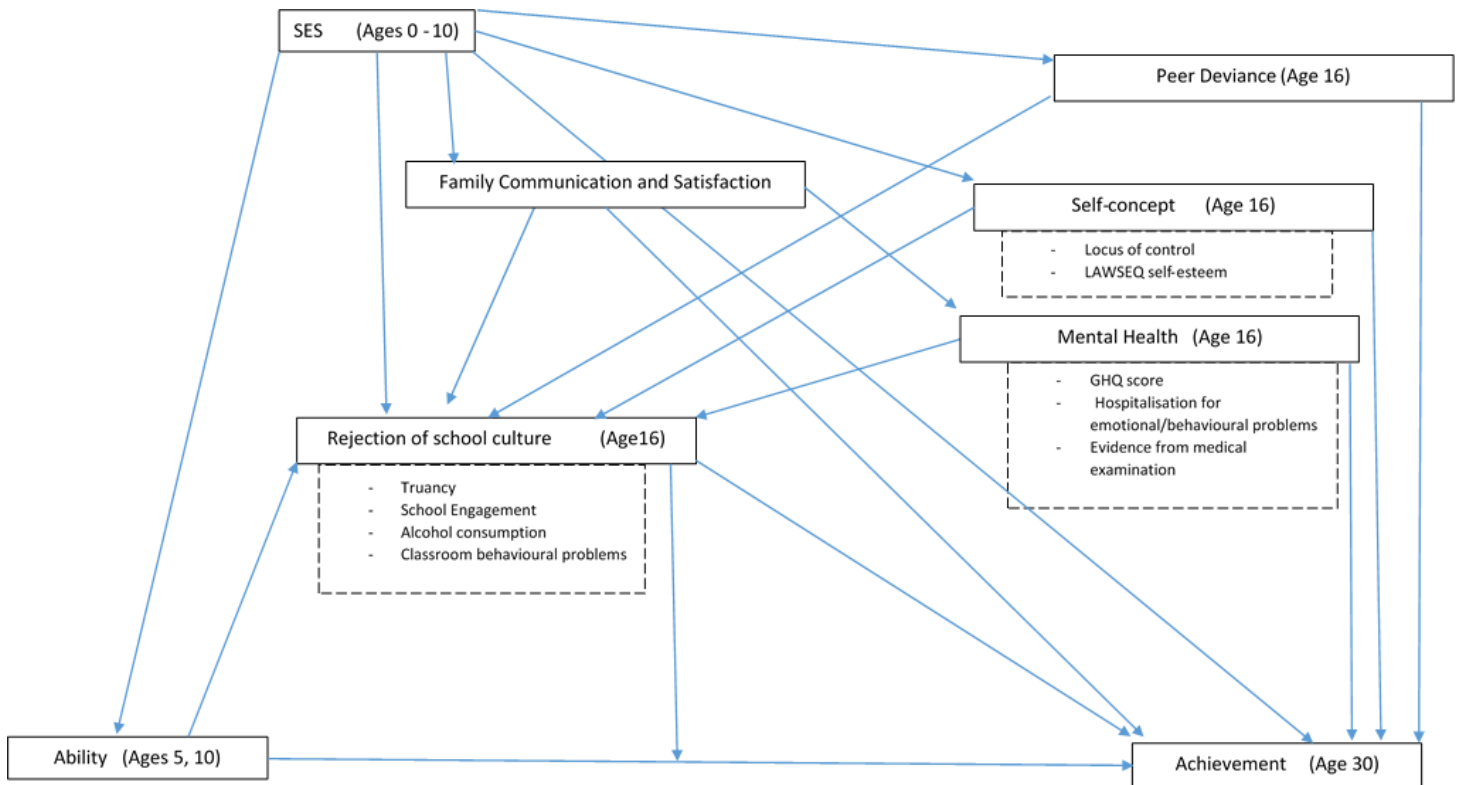 SES (Ages 0 - 10)
Peer Deviance (Age 16)
Family Communication and Satisfaction
Self-concept (Age 16)
- Locus of control
- LAWSEQ self-esteem
Mental Health (Age 16)
- GHQ score
- Hospitalisation for
emotional/behavioural problems
- Evidence from medical
examination
Rejection of school culture (Age16)
- Truancy
- School Engagement
- Alcohol consumption
- Classroom behavioural problems
Ability (Ages 5, 10)
Achievement (Age 30)